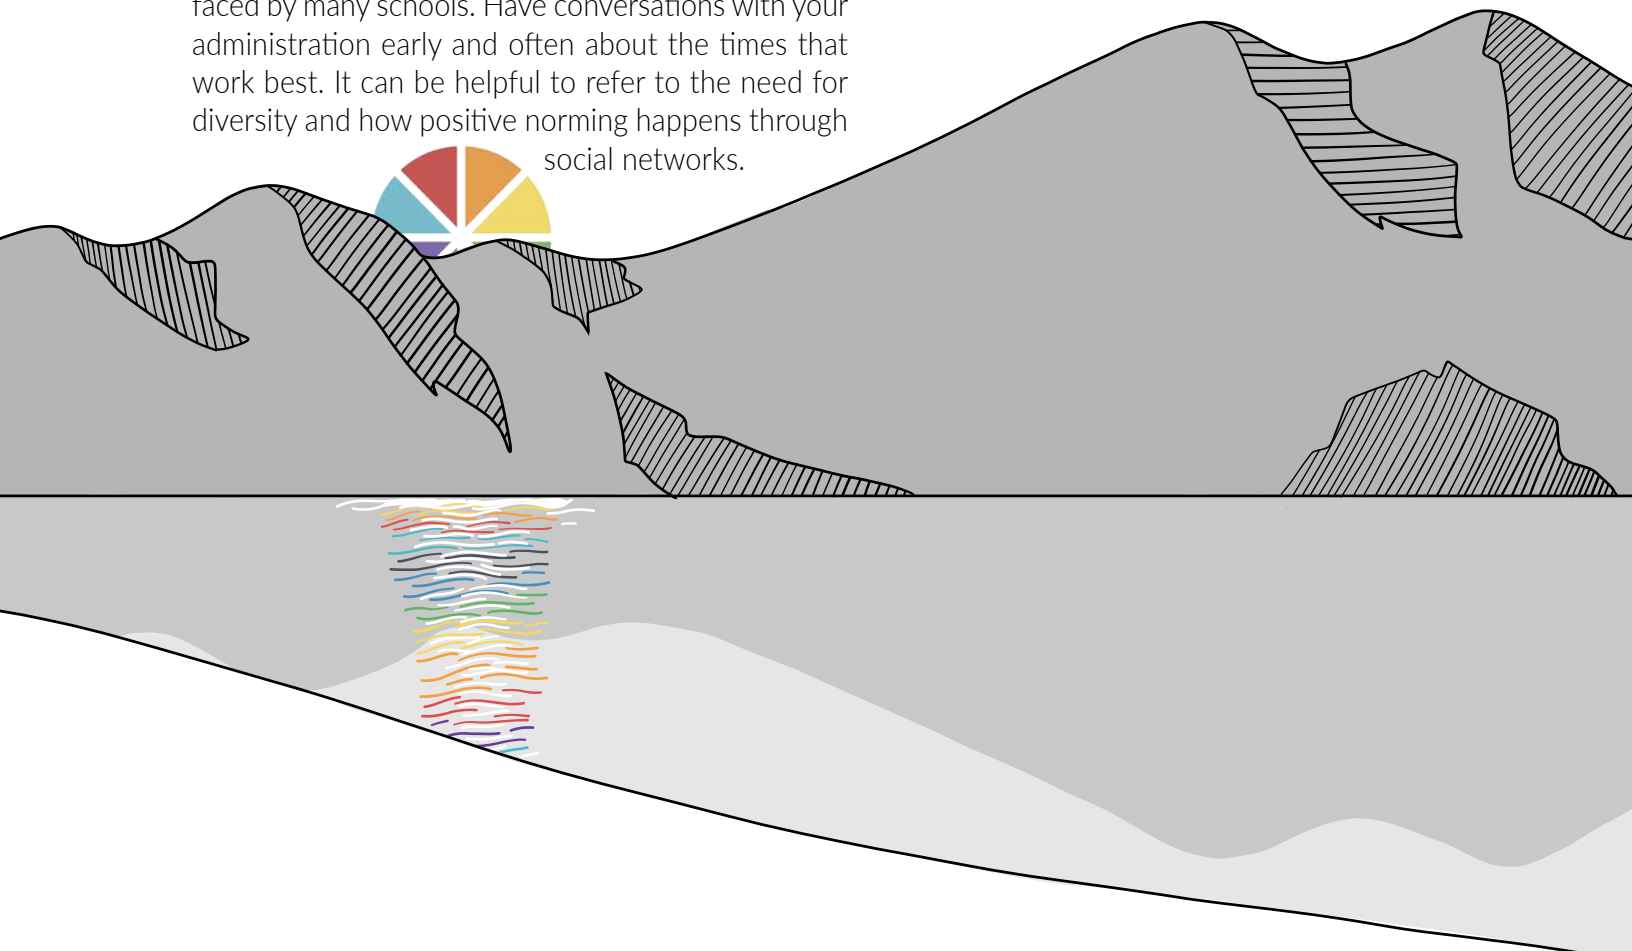 faced by many schools. Have conversations with your
administration early and often about the times that
work best. It can be helpful to refer to the need for
diversity and how positive norming happens through
social networks.